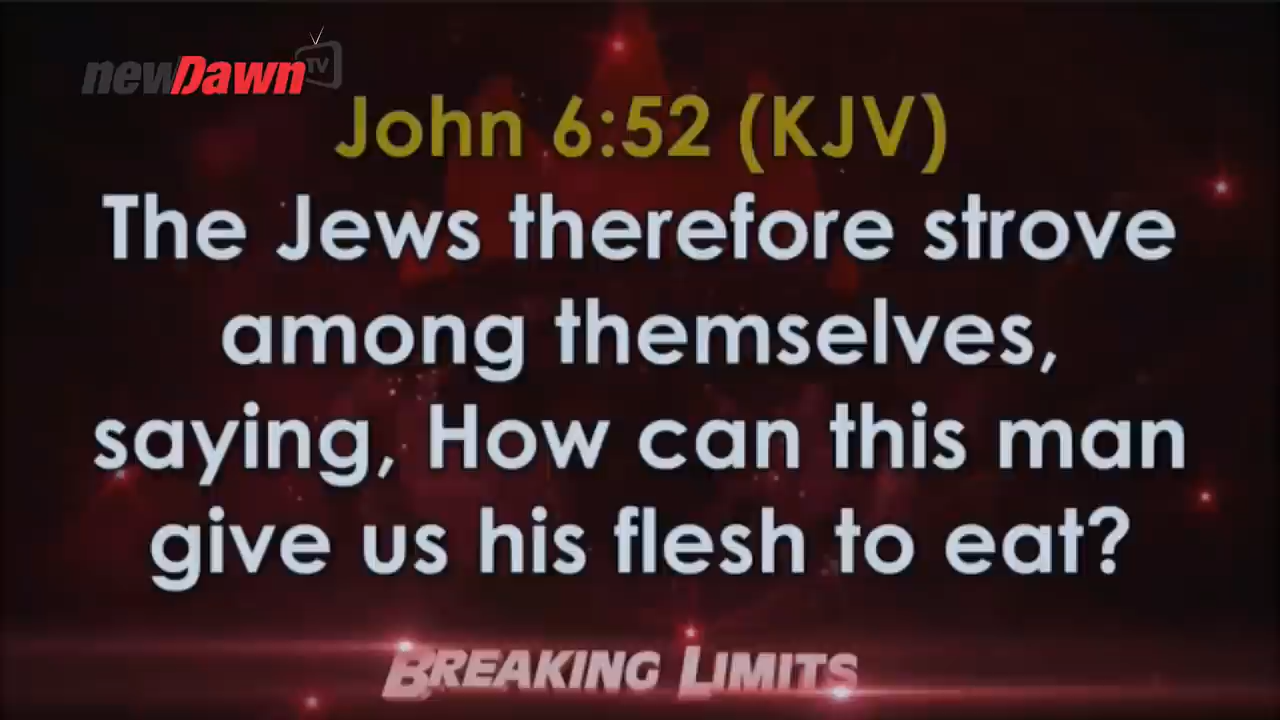 newDawn TV
John 6:52 (KJV)
The Jews therefore strove
among themselves,
saying, How can this man
give us his flesh to eat?
BREAKING LIMITS